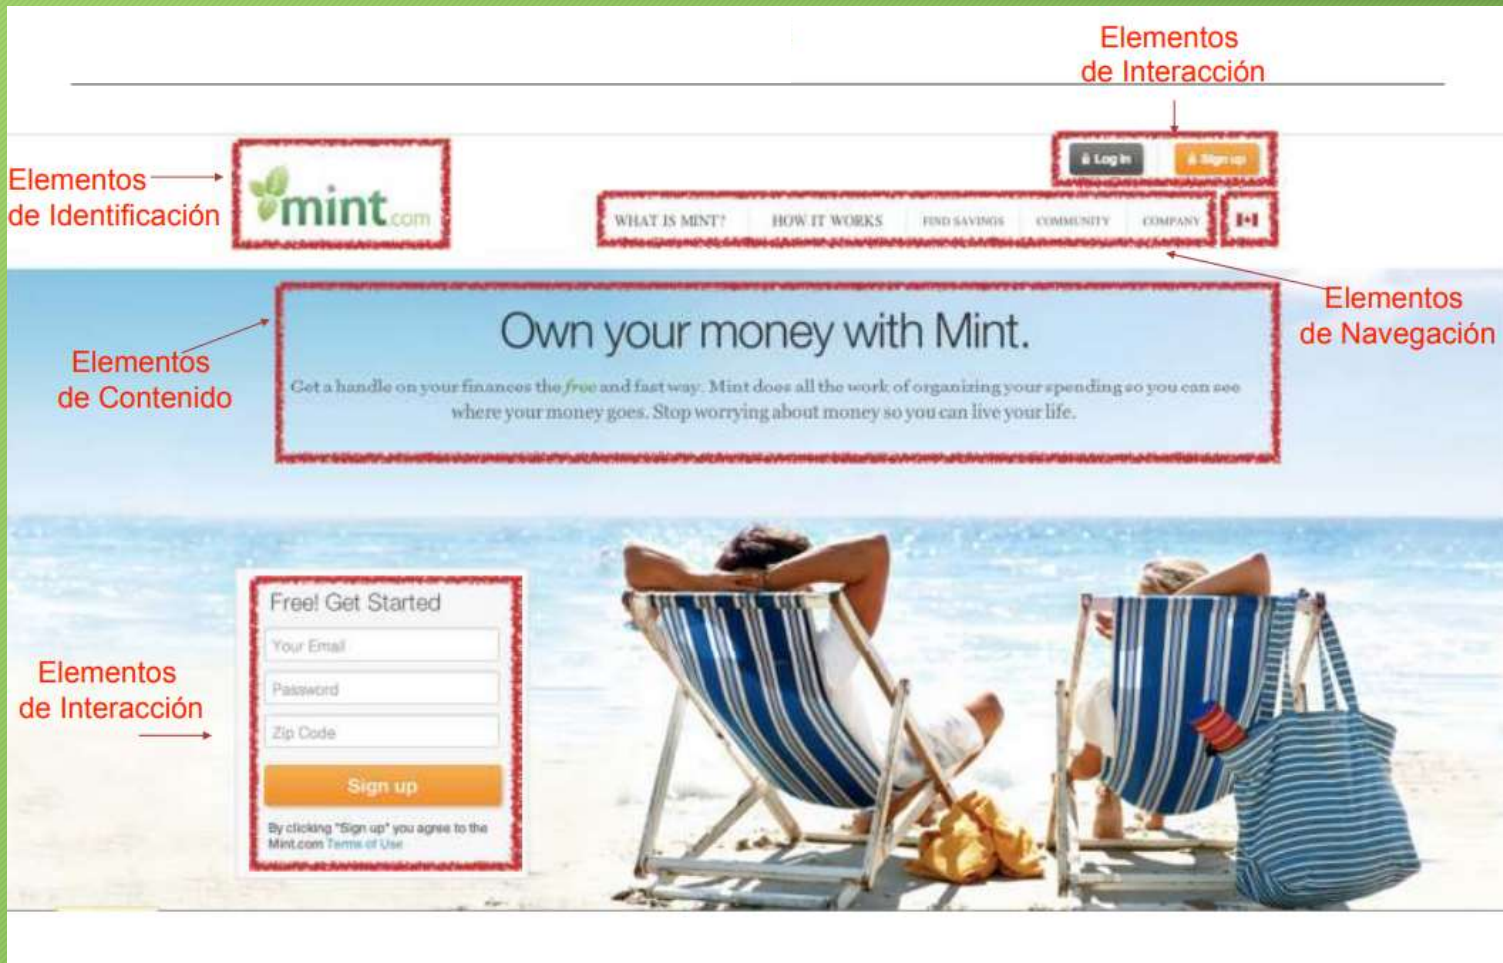 Elementos
de Interacción
Log in
Sign up
Elementos
de Identificación
mint.com
WHAT IS MINT?
HOW IT WORKS
FIND SAVINGS
COMMUNITY
COMPANY
Elementos
de Navegación
Own your money with Mint.
Elementos
de Contenido
Get a handle on your finances the free and fast way. Mint does all the work of organizing your spending so you can see
where your money goes. Stop worrying about money so you can live your life.
Free! Get Started
Your Email
Password
Zip Code
Elementos
de Interacción
Sign up
By clicking "Sign up" you agree to the
Mint.com Terms of Use